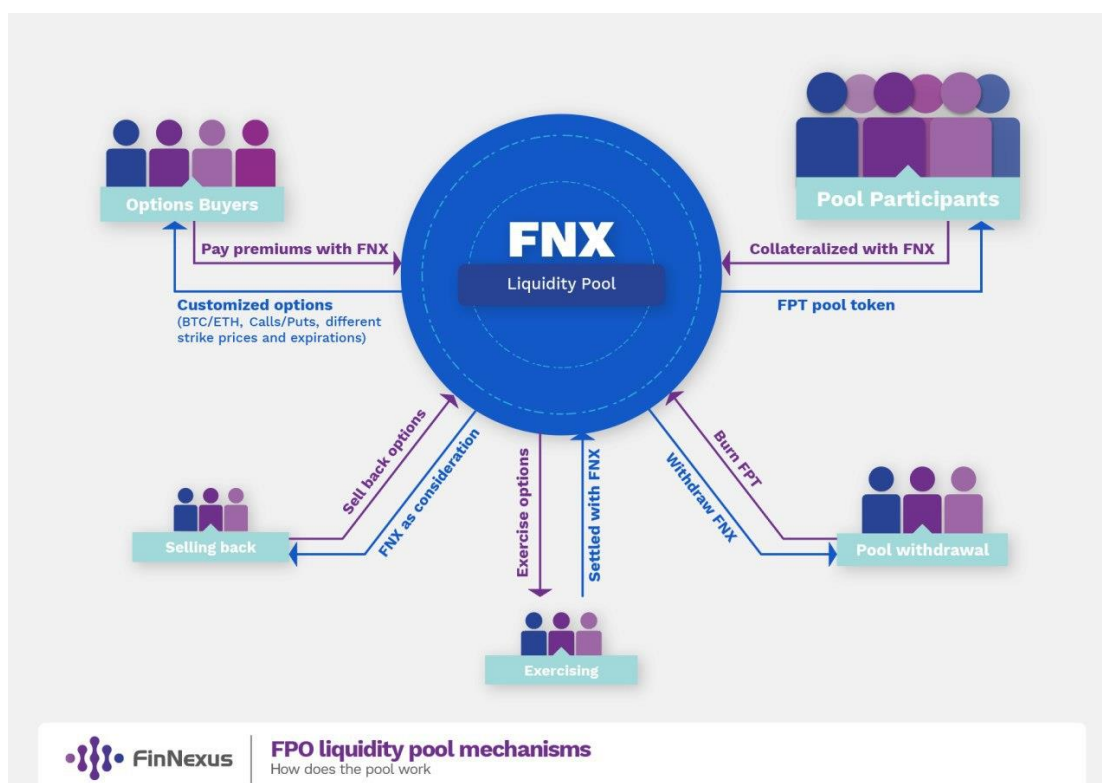 Options Buyers
Pool Participants
FNX
Liquidity Pool
Pay premiums with FNX
Collateralized with FNX
Customized options
(BTC/ETH, Calls/Puts, different
strike prices and expirations)
FPT pool token
Sell back options
FNX as consideration
Exercise options
Settled with FNX
Withdraw FNX
Burn FPT
Selling back
Pool withdrawal
Exercising
FinNexus
FPO liquidity pool mechanisms
How does the pool work